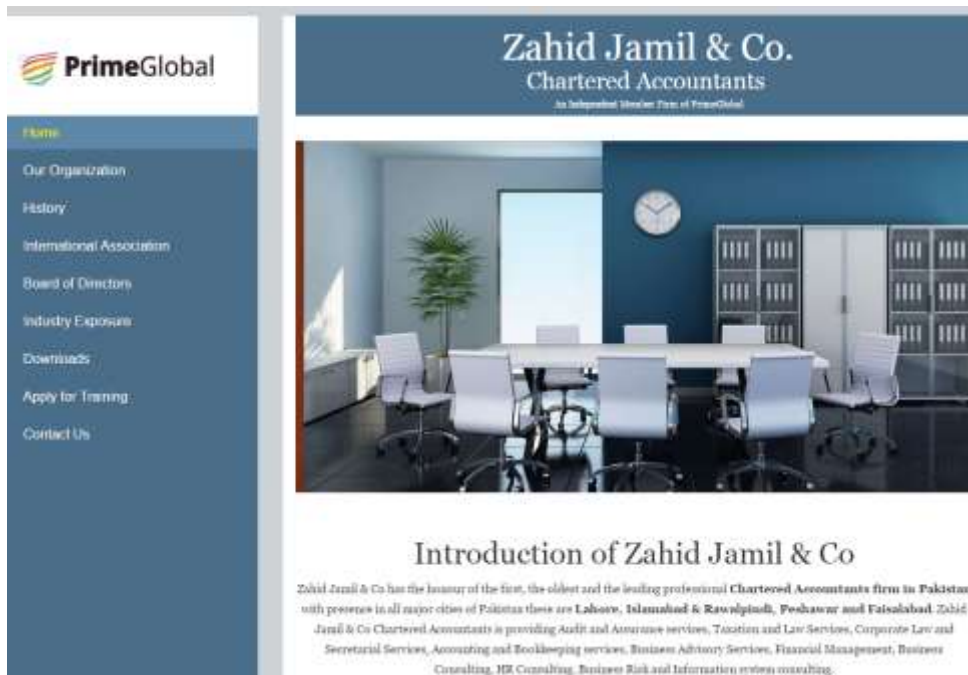 PrimeGlobal
Zahid Jamil & Co.
Chartered Accountants
An Independent Member Firm of PrimeGlobal
Home
Our Organization
History
International Association
Board of Directors
Industry Exposure
Downloads
Apply for Training
Contact Us
Introduction of Zahid Jamil & Co
Zahid Jamil & Co has the honour of the first, the oldest and the leading professional Chartered Accountants firm in Pakistan
with presence in all major cities of Pakistan these are Lahore, Islamabad & Rawalpindi, Peshawar and Faisalabad. Zahid
Jamil & Co Chartered Accountants is providing Audit and Assurance services, Taxation and Law Services, Corporate Law and
Secretarial Services, Accounting and Bookkeeping services, Business Advisory Services, Financial Management, Business
Consulting, HR Consulting, Business Risk and Information system consulting.